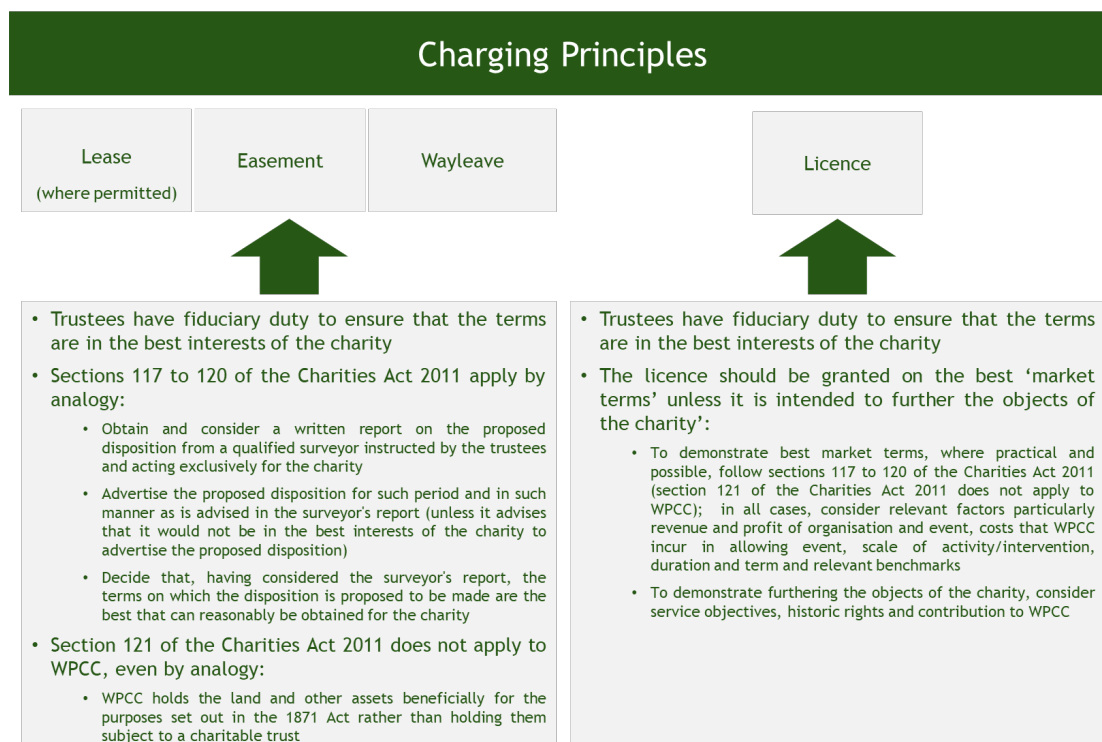 Charging Principles
Lease
(where permitted)
Easement
Wayleave
Licence
• Trustees have fiduciary duty to ensure that the terms
are in the best interests of the charity
• Sections 117 to 120 of the Charities Act 2011 apply by
analogy:
• Obtain and consider a written report on the proposed
disposition from a qualified surveyor instructed by the trustees
and acting exclusively for the charity
• Advertise the proposed disposition for such period and in such
manner as is advised in the surveyor's report (unless it advises
that it would not be in the best interests of the charity to
advertise the proposed disposition)
• Decide that, having considered the surveyor's report, the
terms on which the disposition is proposed to be made are the
best that can reasonably be obtained for the charity
• Section 121 of the Charities Act 2011 does not apply to
WPCC, even by analogy:
• WPCC holds the land and other assets beneficially for the
purposes set out in the 1871 Act rather than holding them
subject to a charitable trust
• Trustees have fiduciary duty to ensure that the terms
are in the best interests of the charity
• The licence should be granted on the best ‘market
terms’ unless it is intended to further the objects of
the charity’:
• To demonstrate best market terms, where practical and
possible, follow sections 117 to 120 of the Charities Act 2011
(section 121 of the Charities Act 2011 does not apply to
WPCC); in all cases, consider relevant factors particularly
revenue and profit of organisation and event, costs that WPCC
incur in allowing event, scale of activity/intervention,
duration and term and relevant benchmarks
• To demonstrate furthering the objects of the charity, consider
service objectives, historic rights and contribution to WPCC